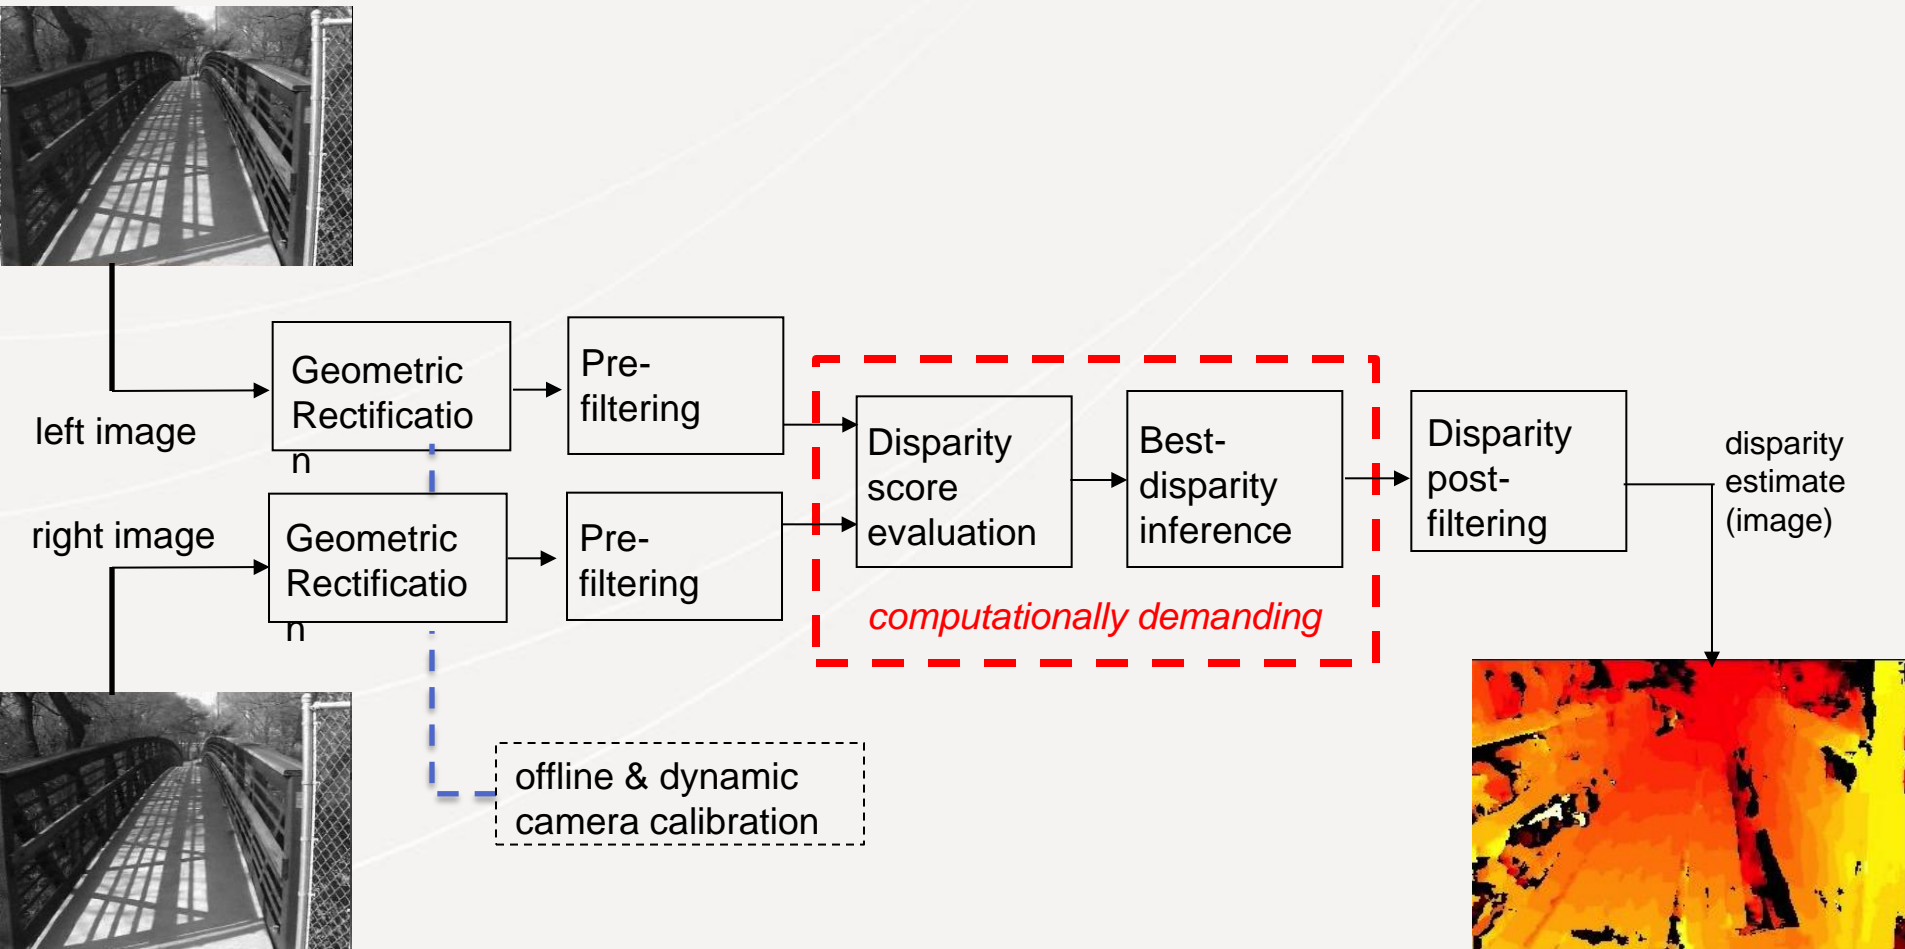 left image
Geometric
Rectificatio
n
Pre-
filtering
right image
Geometric
Rectificatio
n
Pre-
filtering
Disparity
score
evaluation
Best-
disparity
inference
computationally demanding
Disparity
post-
filtering
disparity
estimate
(image)
offline & dynamic
camera calibration